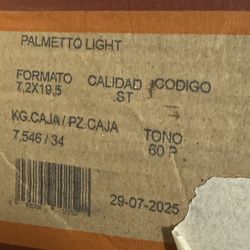 PALMETTO LIGHT
FORMATO CALIDAD CODIGO
7,2X19,5 ST
KG.CAJA/PZ.CAJA TONO
7,546/34 60 P
29-07-2025